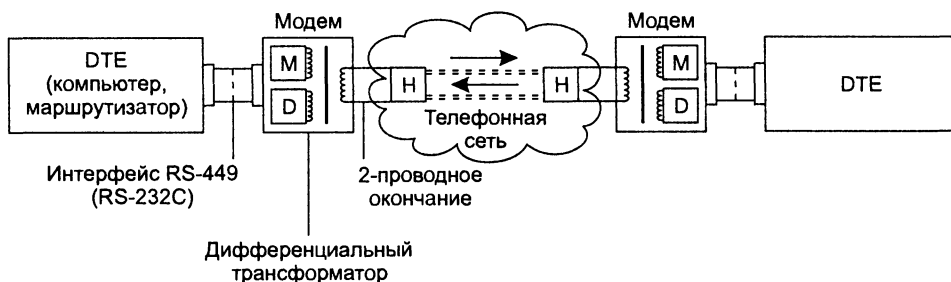 Модем
Модем
DTE
(компьютер,
маршрутизатор)
M
D
H
H
M
D
DTE
Телефонная
сеть
Интерфейс RS-449
(RS-232C)
2-проводное
окончание
Дифференциальный
трансформатор